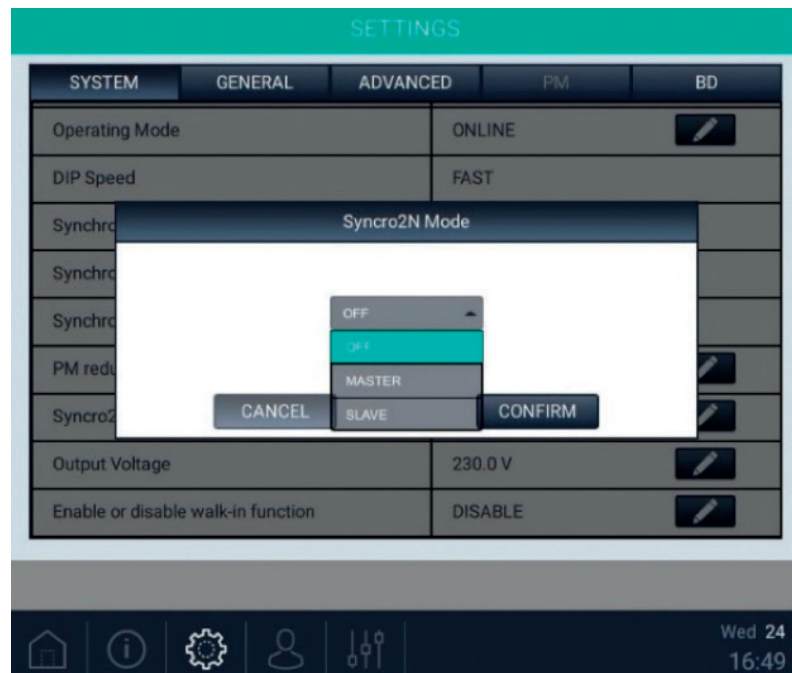 SETTINGS
SYSTEM GENERAL ADVANCED PM BD
Operating Mode ONLINE
DIP Speed FAST
Synchro
Syncro2N Mode
Synchro
OFF
Synchro
OFF
PM redu
MASTER
Syncro2
CANCEL SLAVE CONFIRM
Output Voltage 230.0 V
Enable or disable walk-in function DISABLE
Wed 24
16:49